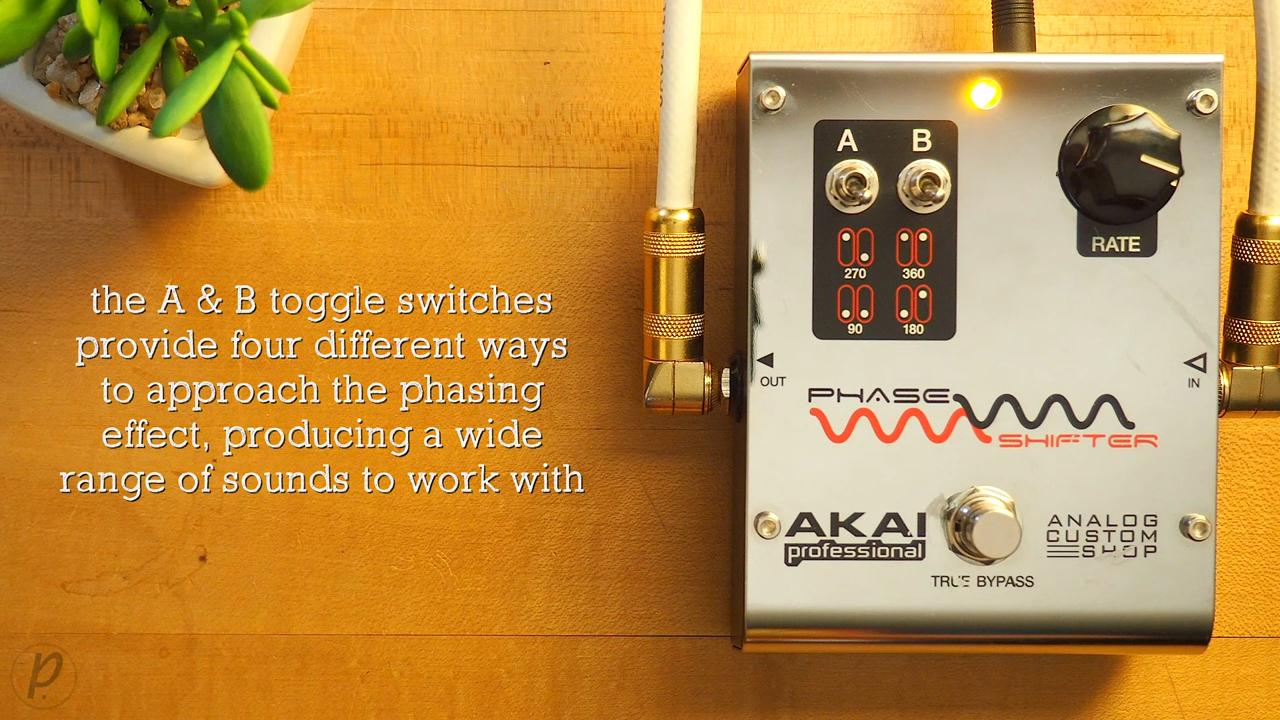 the A & B toggle switches
provide four different ways
to approach the phasing
effect, producing a wide
range of sounds to work with
A B
270 360
90 180
RATE
OUT
IN
PHASE
SHIFTER
AKAI
professional
ANALOG
CUSTOM
SHOP
TRUE BYPASS
p